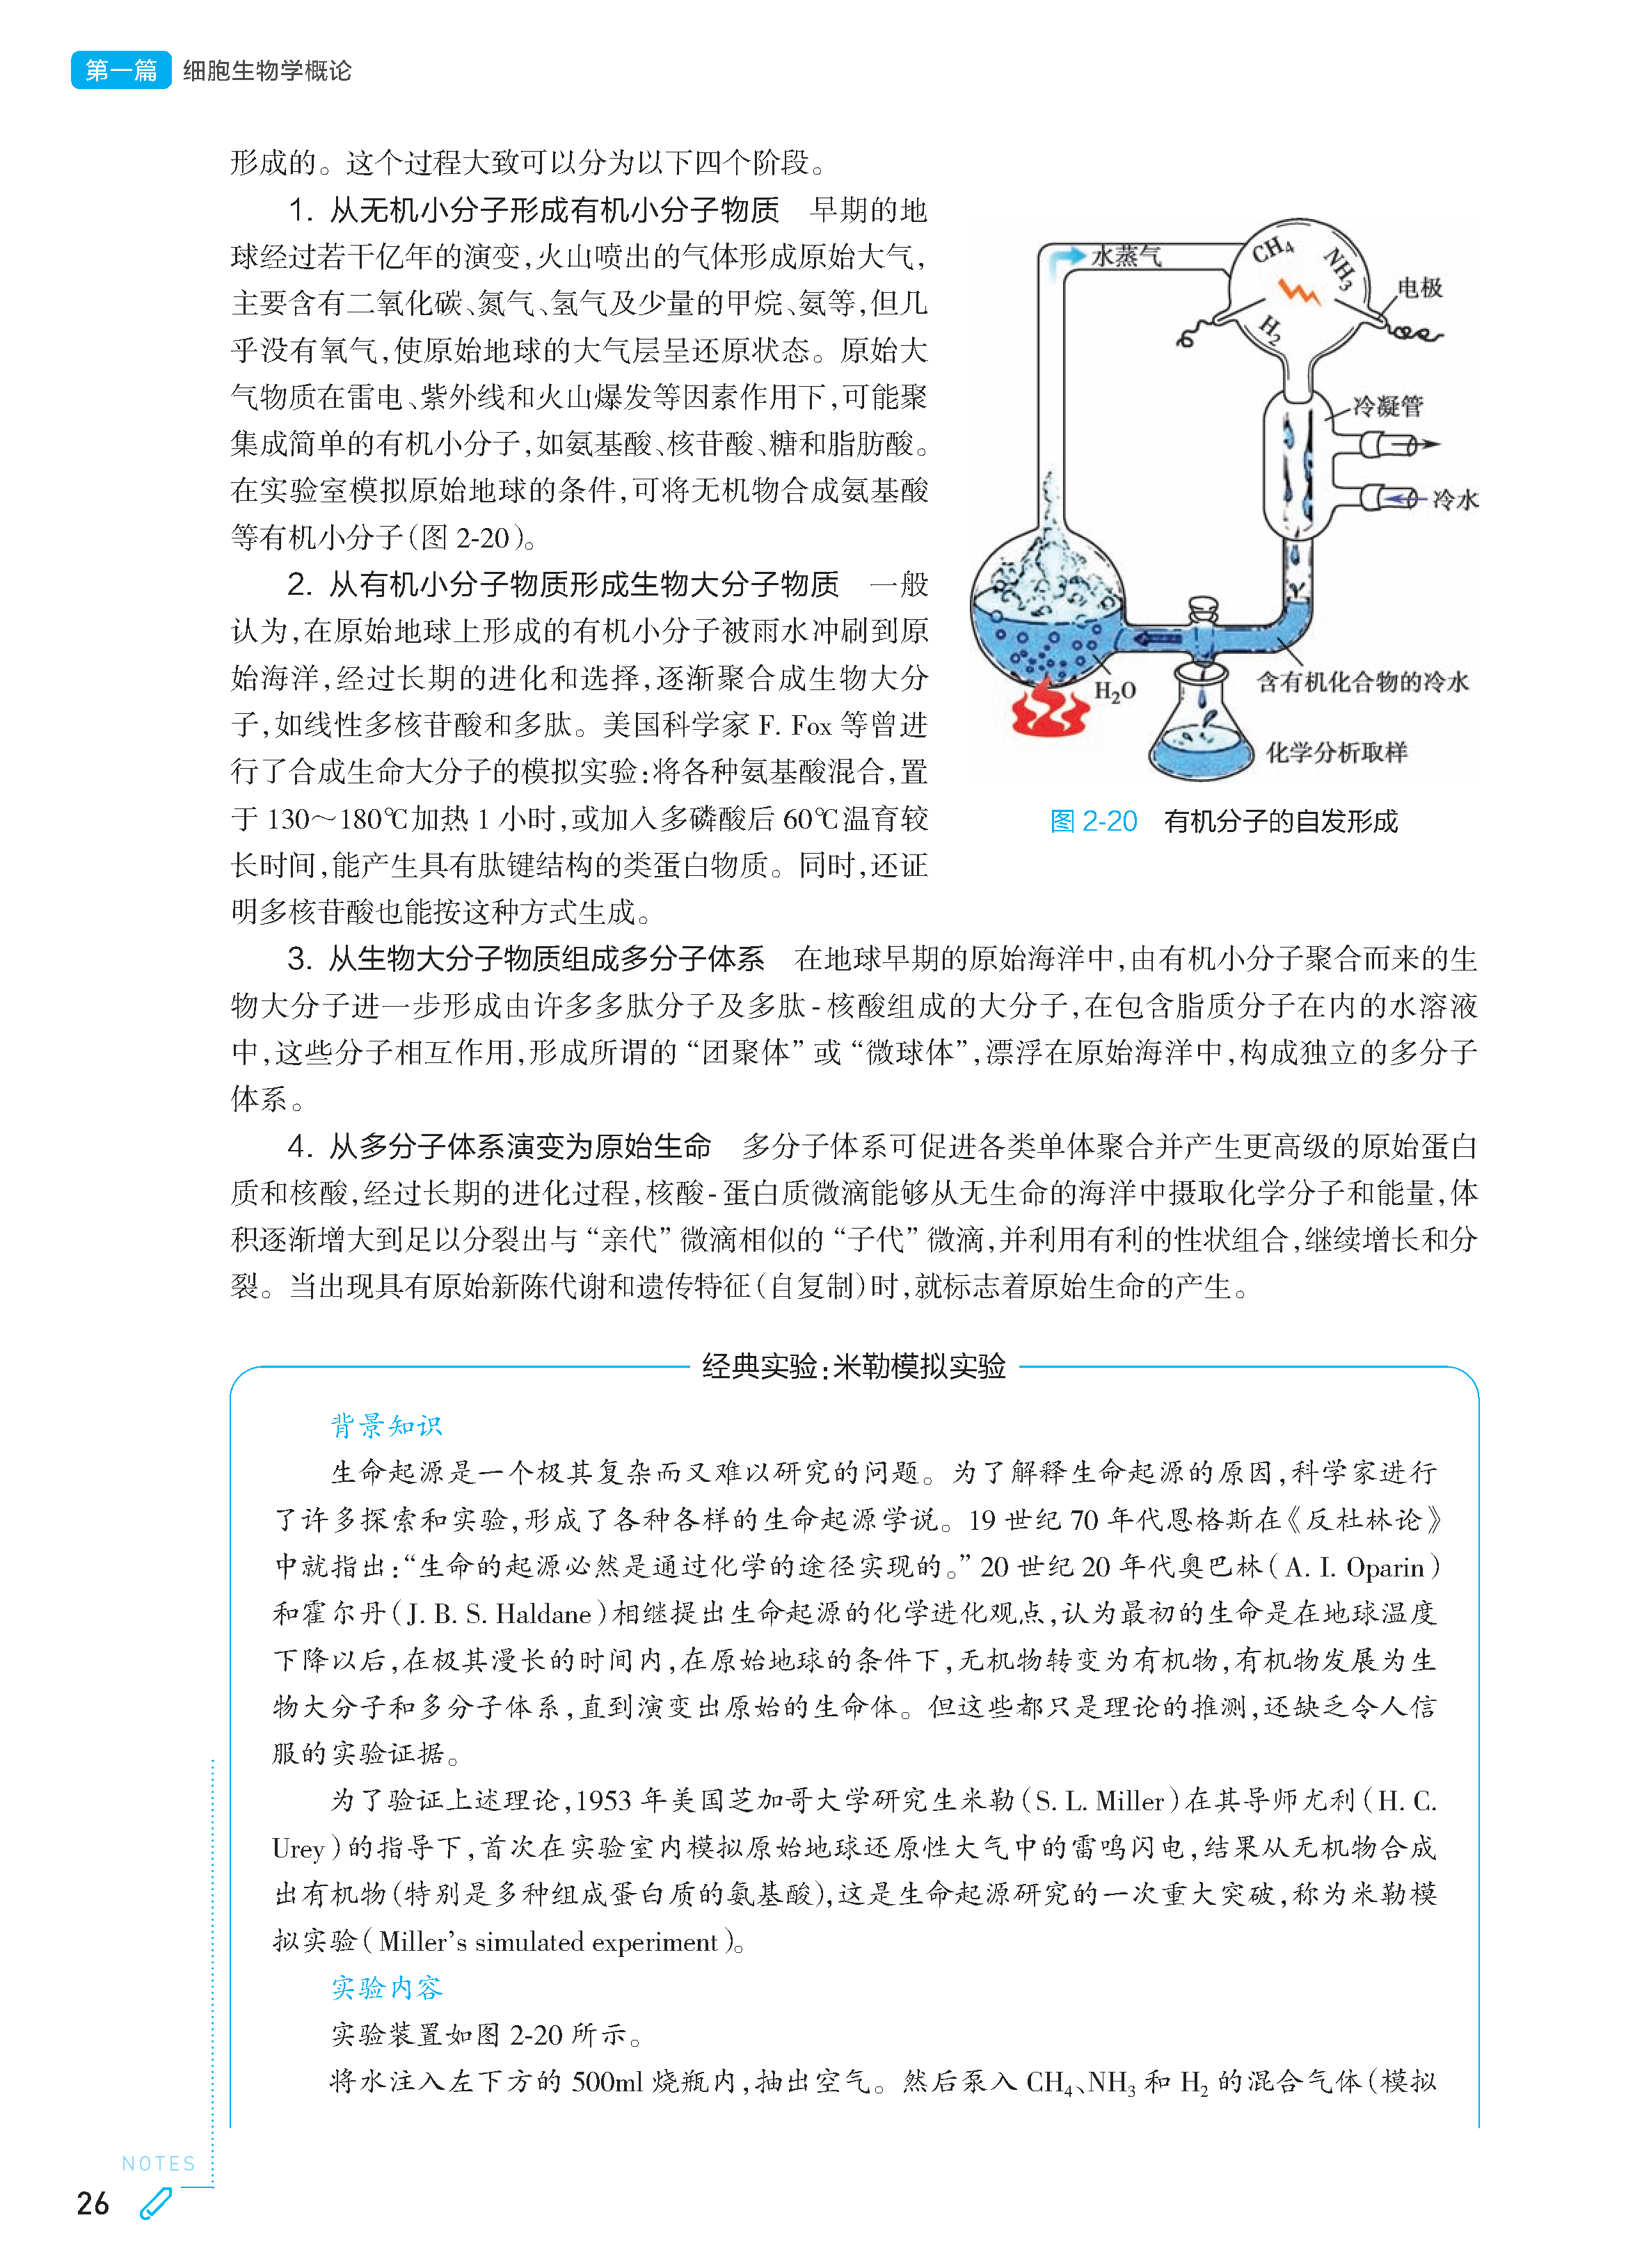 第一篇 细胞生物学概论
形成的。这个过程大致可以分为以下四个阶段。
1. 从无机小分子形成有机小分子物质 早期的地
球经过若干亿年的演变,火山喷出的气体形成原始大气,
主要含有二氧化碳、氮气、氢气及少量的甲烷、氨等,但几
乎没有氧气,使原始地球的大气层呈还原状态。原始大
气物质在雷电、紫外线和火山爆发等因素作用下,可能聚
集成简单的有机小分子,如氨基酸、核苷酸、糖和脂肪酸。
在实验室模拟原始地球的条件,可将无机物合成氨基酸
等有机小分子(图 2-20)。
2. 从有机小分子物质形成生物大分子物质 一般
认为,在原始地球上形成的有机小分子被雨水冲刷到原
始海洋,经过长期的进化和选择,逐渐聚合成生物大分
子,如线性多核苷酸和多肽。美国科学家 F. Fox 等曾进
行了合成生命大分子的模拟实验:将各种氨基酸混合,置
于 130～180℃加热 1 小时,或加入多磷酸后 60℃温育较
长时间,能产生具有肽键结构的类蛋白物质。同时,还证
明多核苷酸也能按这种方式生成。
水蒸气
CH₄
NH₃
H₂
电极
冷凝管
冷水
H₂O
含有机化合物的冷水
化学分析取样
图 2-20 有机分子的自发形成
3. 从生物大分子物质组成多分子体系 在地球早期的原始海洋中,由有机小分子聚合而来的生
物大分子进一步形成由许多多肽分子及多肽-核酸组成的大分子,在包含脂质分子在内的水溶液
中,这些分子相互作用,形成所谓的“团聚体”或“微球体”,漂浮在原始海洋中,构成独立的多分子
体系。
4. 从多分子体系演变为原始生命 多分子体系可促进各类单体聚合并产生更高级的原始蛋白
质和核酸,经过长期的进化过程,核酸-蛋白质微滴能够从无生命的海洋中摄取化学分子和能量,体
积逐渐增大到足以分裂出与“亲代”微滴相似的“子代”微滴,并利用有利的性状组合,继续增长和分
裂。当出现具有原始新陈代谢和遗传特征(自复制)时,就标志着原始生命的产生。
经典实验:米勒模拟实验
背景知识
生命起源是一个极其复杂而又难以研究的问题。为了解释生命起源的原因,科学家进行
了许多探索和实验,形成了各种各样的生命起源学说。19 世纪 70 年代恩格斯在《反杜林论》
中就指出:“生命的起源必然是通过化学的途径实现的。”20 世纪 20 年代奥巴林(A. I. Oparin)
和霍尔丹(J. B. S. Haldane)相继提出生命起源的化学进化观点,认为最初的生命是在地球温度
下降以后,在极其漫长的时间内,在原始地球的条件下,无机物转变为有机物,有机物发展为生
物大分子和多分子体系,直到演变出原始的生命体。但这些都只是理论的推测,还缺乏令人信
服的实验证据。
为了验证上述理论,1953 年美国芝加哥大学研究生米勒(S. L. Miller)在其导师尤利(H. C.
Urey)的指导下,首次在实验室内模拟原始地球还原性大气中的雷鸣闪电,结果从无机物合成
出有机物(特别是多种组成蛋白质的氨基酸),这是生命起源研究的一次重大突破,称为米勒模
拟实验(Miller’s simulated experiment)。
实验内容
实验装置如图 2-20 所示。
将水注入左下方的 500ml 烧瓶内,抽出空气。然后泵入 CH₄、NH₃ 和 H₂ 的混合气体(模拟
NOTES
26